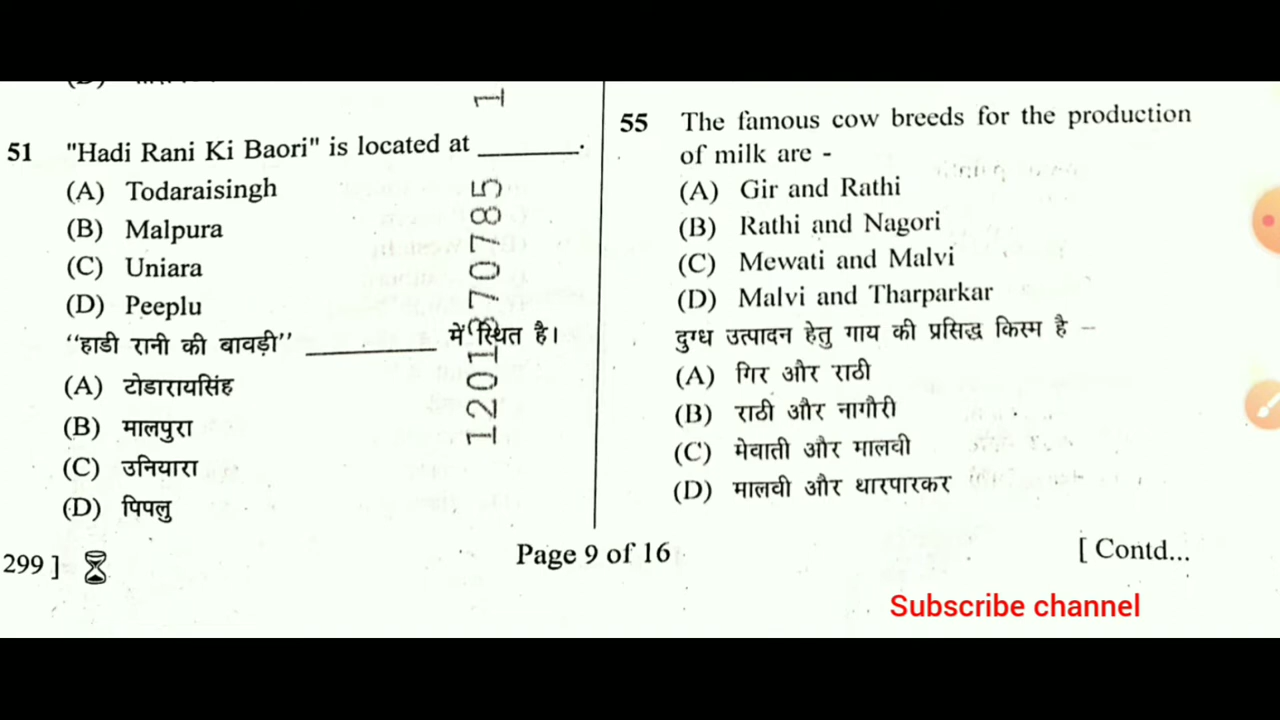 51 "Hadi Rani Ki Baori" is located at ________.
(A) Todaraisingh
(B) Malpura
(C) Uniara
(D) Peeplu
“हाडी रानी की बावड़ी” ________ में स्थित है।
(A) टोडारायसिंह
(B) मालपुरा
(C) उनियारा
(D) पिपलु
1201370785 1
55 The famous cow breeds for the production
of milk are -
(A) Gir and Rathi
(B) Rathi and Nagori
(C) Mewati and Malvi
(D) Malvi and Tharparkar
दुग्ध उत्पादन हेतु गाय की प्रसिद्ध किस्म है –
(A) गिर और राठी
(B) राठी और नागौरी
(C) मेवाती और मालवी
(D) मालवी और थारपारकर
299 ] Page 9 of 16 [ Contd...
Subscribe channel